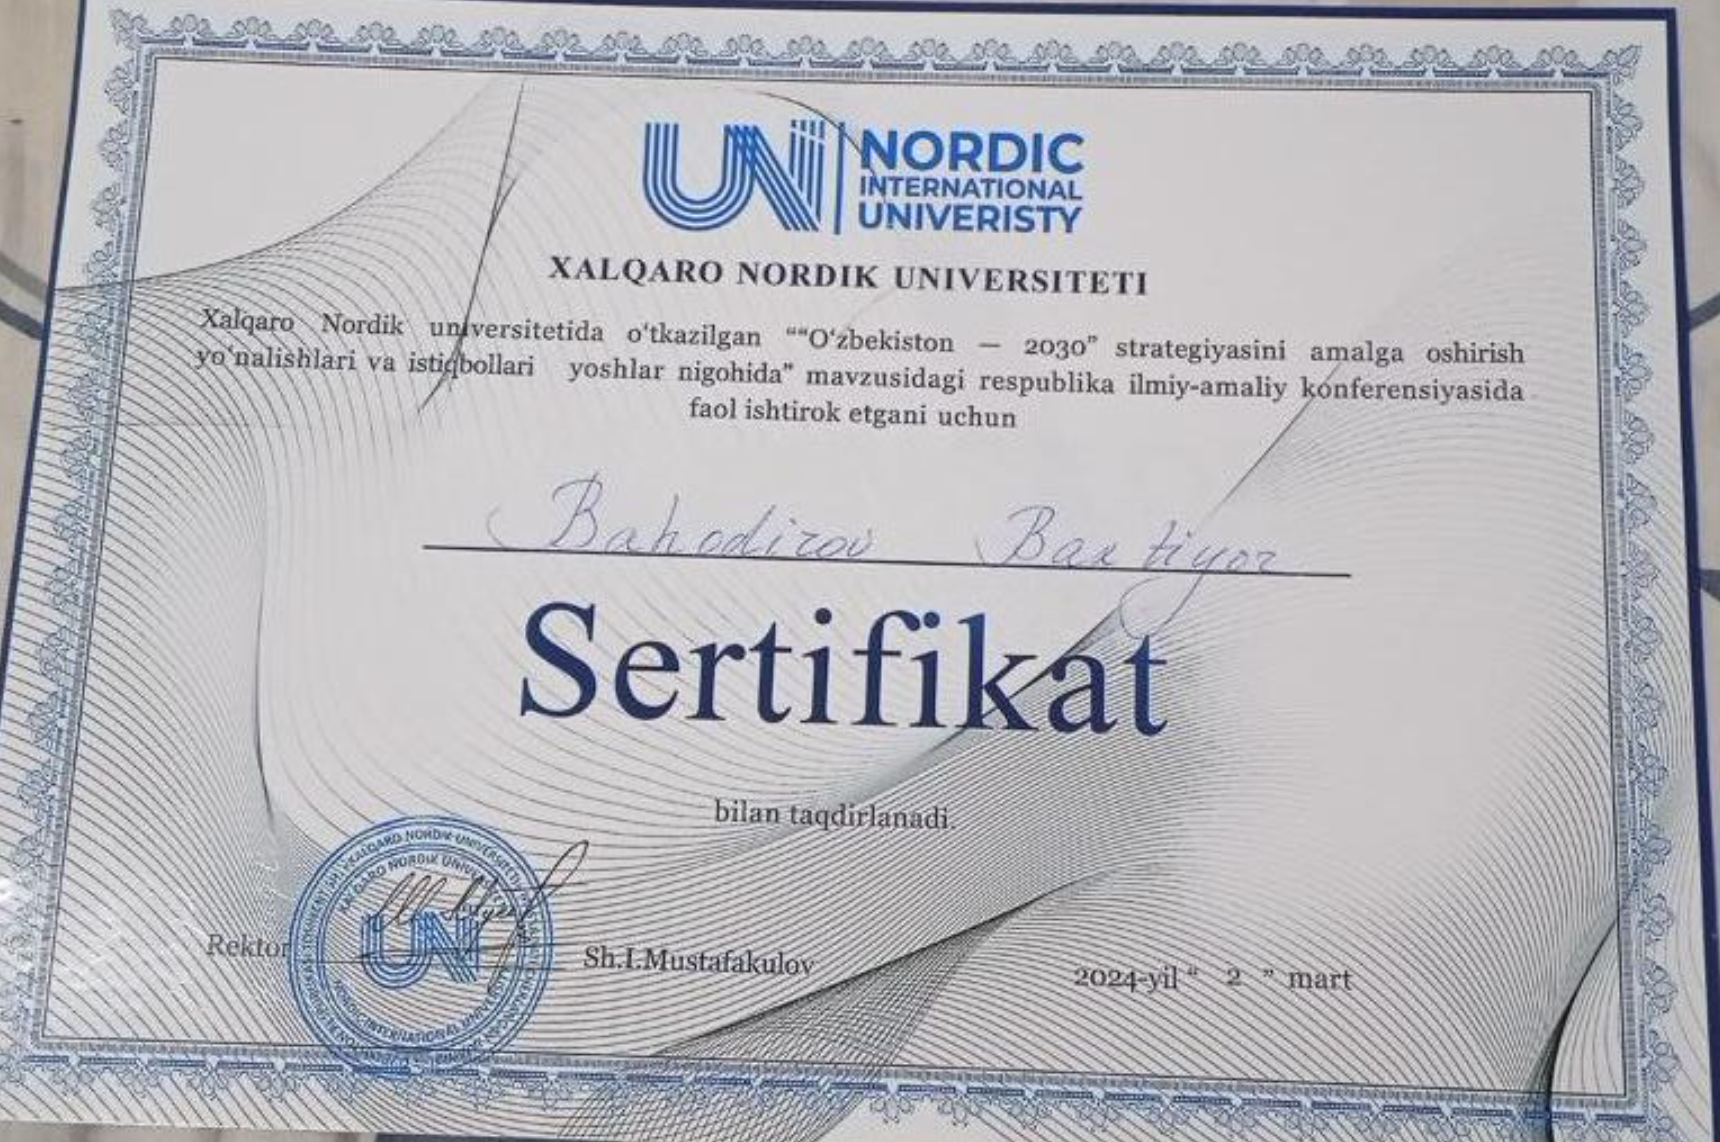 UN NORDIC
INTERNATIONAL
UNIVERISTY
XALQARO NORDIK UNIVERSITETI
Xalqaro Nordik universitetida o‘tkazilgan ““O‘zbekiston — 2030” strategiyasini amalga oshirish
yo‘nalishlari va istiqbollari yoshlar nigohida” mavzusidagi respublika ilmiy-amaliy konferensiyasida
faol ishtirok etgani uchun
Bahodirov Baxtiyor
Sertifikat
bilan taqdirlanadi.
XALQARO NORDIK UNIVERSITETI
NORDIC INTERNATIONAL UNIVERSITY
UN
Rektor Sh.I.Mustafakulov 2024-yil “ 2 ” mart